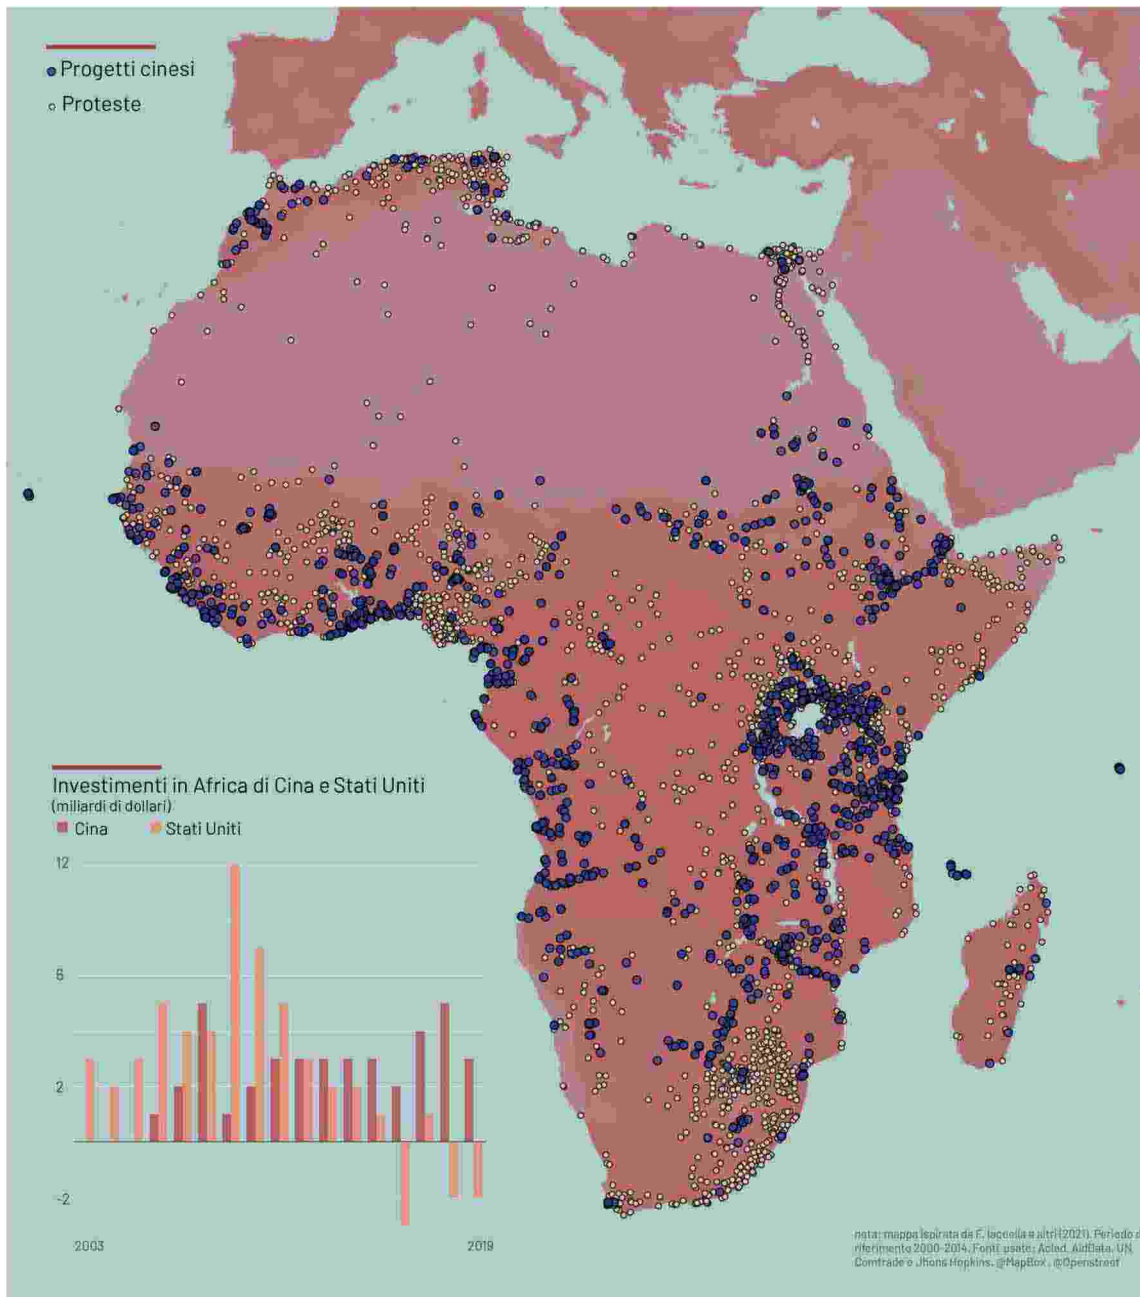 Progetti cinesi
Proteste
Investimenti in Africa di Cina e Stati Uniti
(miliardi di dollari)
Cina
Stati Uniti
12
6
2
-2
2003
2019
nota: mappa ispirata da F. Iacoella e altri (2021). Periodo
riferimento 2000-2014. Fonti usate: Acled, AidData, UN
Comtrade e Jhons Hopkins. @MapBox, @Openstreet